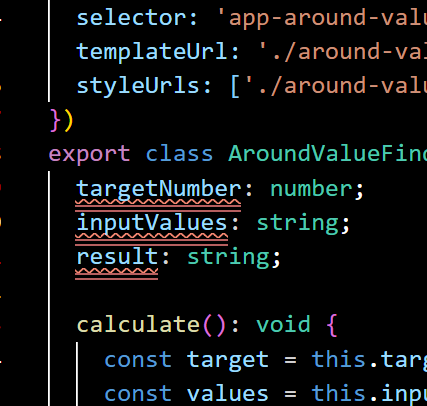 selector: 'app-around-valu
templateUrl: './around-val
styleUrls: ['./around-valu
})
export class AroundValueFind
targetNumber: number;
inputValues: string;
result: string;
calculate(): void {
const target = this.targ
const values = this.inpu